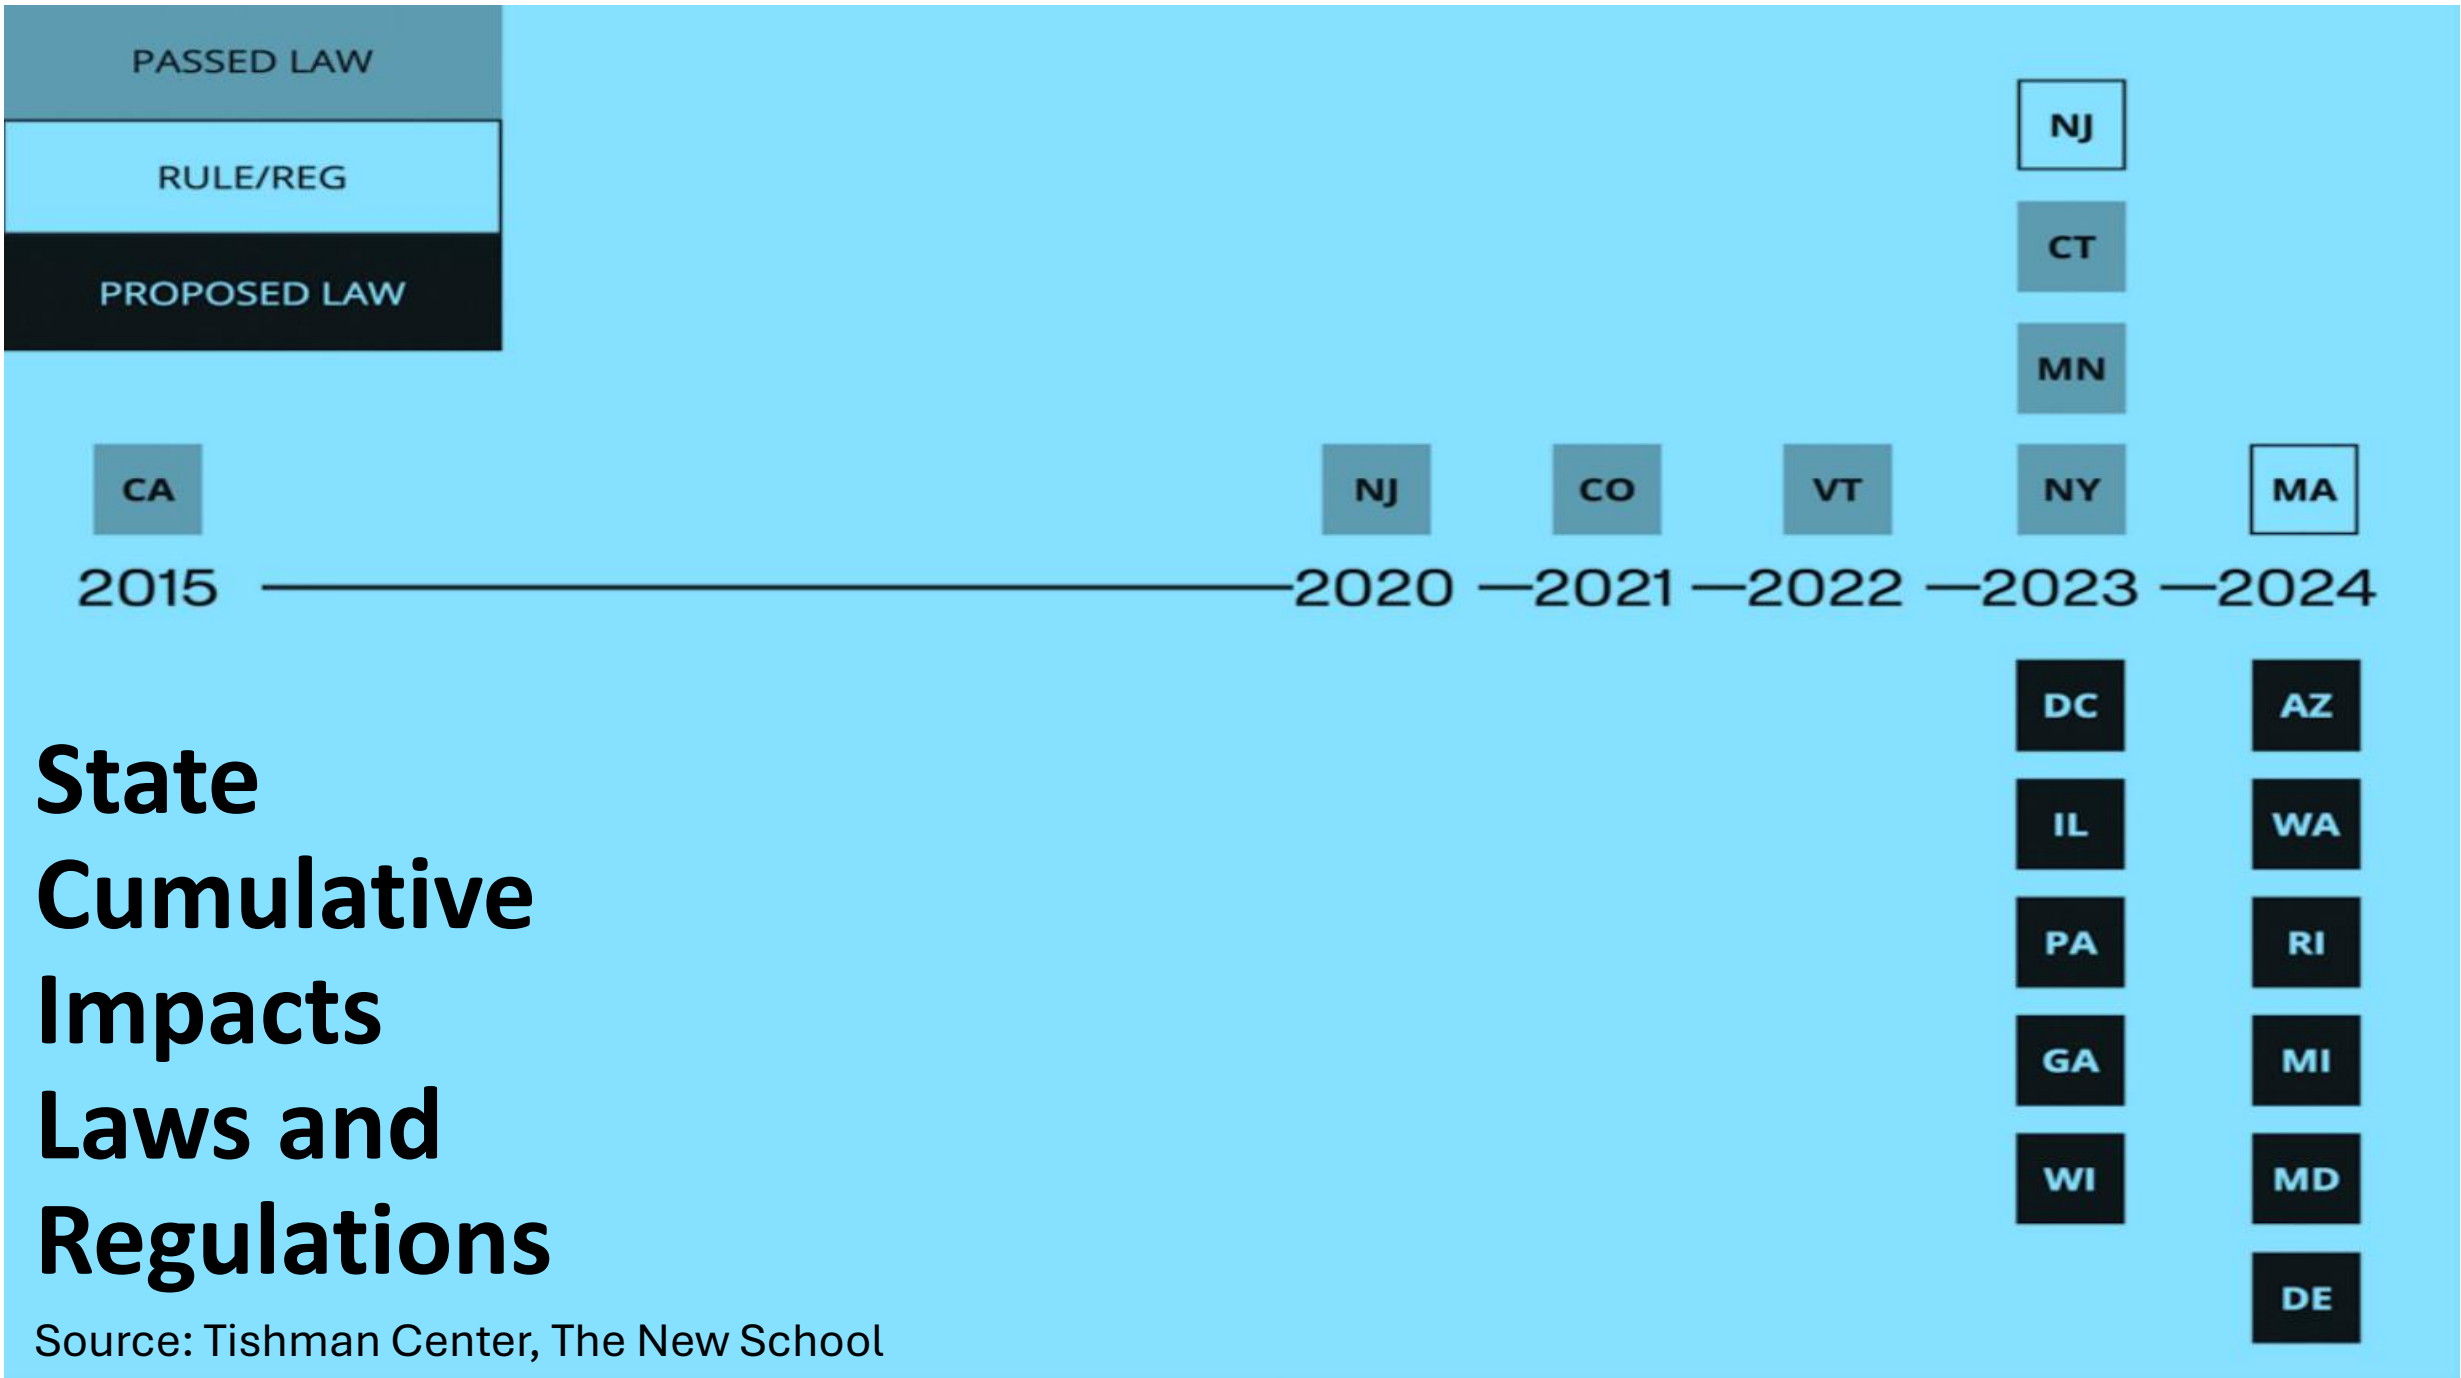 PASSED LAW
RULE/REG
PROPOSED LAW
NJ
CT
MN
CA
NJ
CO
VT
NY
MA
2015
2020
2021
2022
2023
2024
DC
AZ
IL
WA
PA
RI
GA
MI
WI
MD
DE
State
Cumulative
Impacts
Laws and
Regulations
Source: Tishman Center, The New School